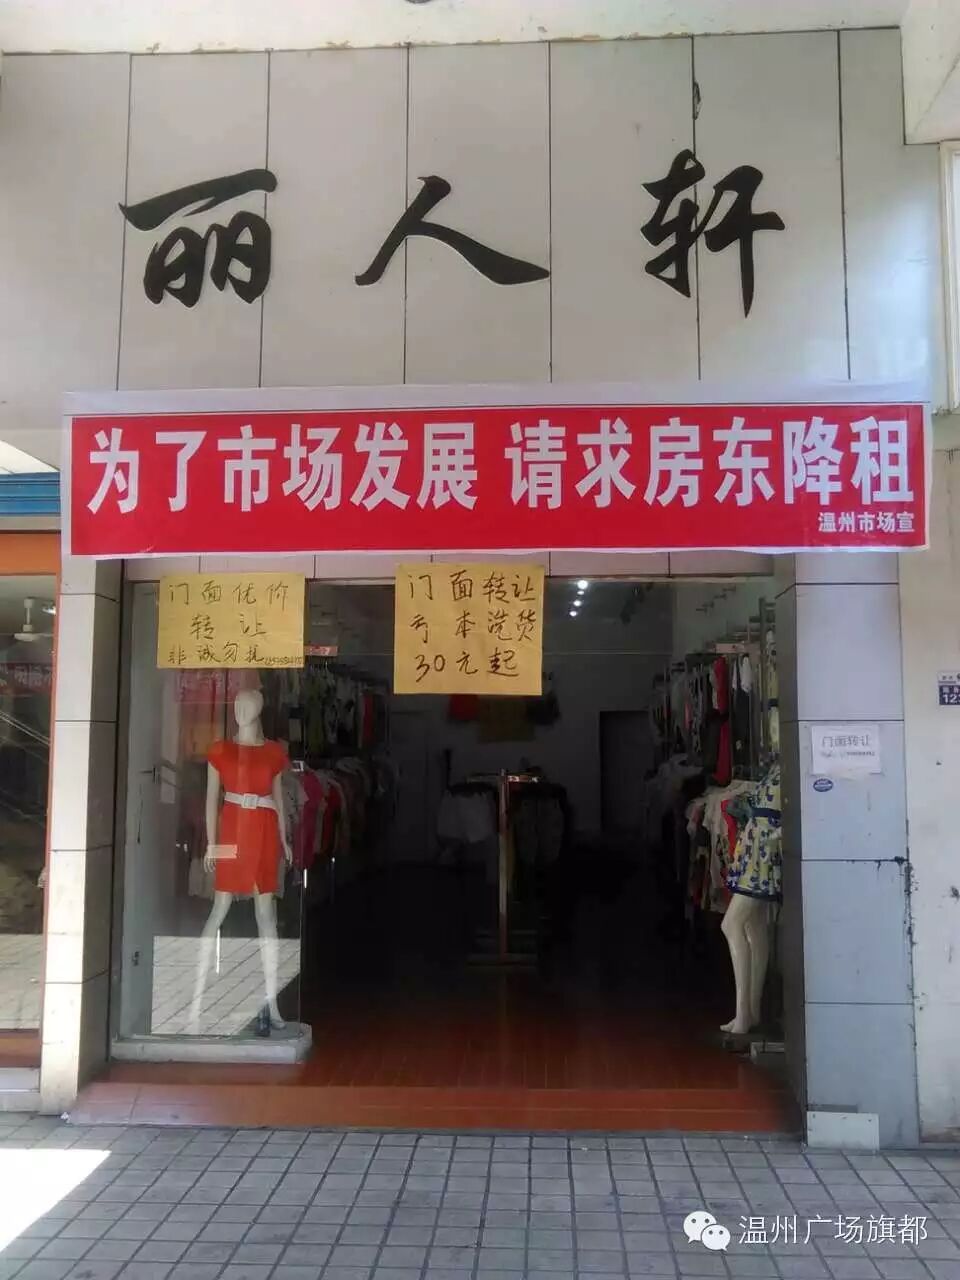 丽人轩
为了市场发展 请求房东降租
温州市场宣
门面优价
转让
非诚勿扰
门面转让
亏本洗货
30元起
门面转让
温州广场旗都